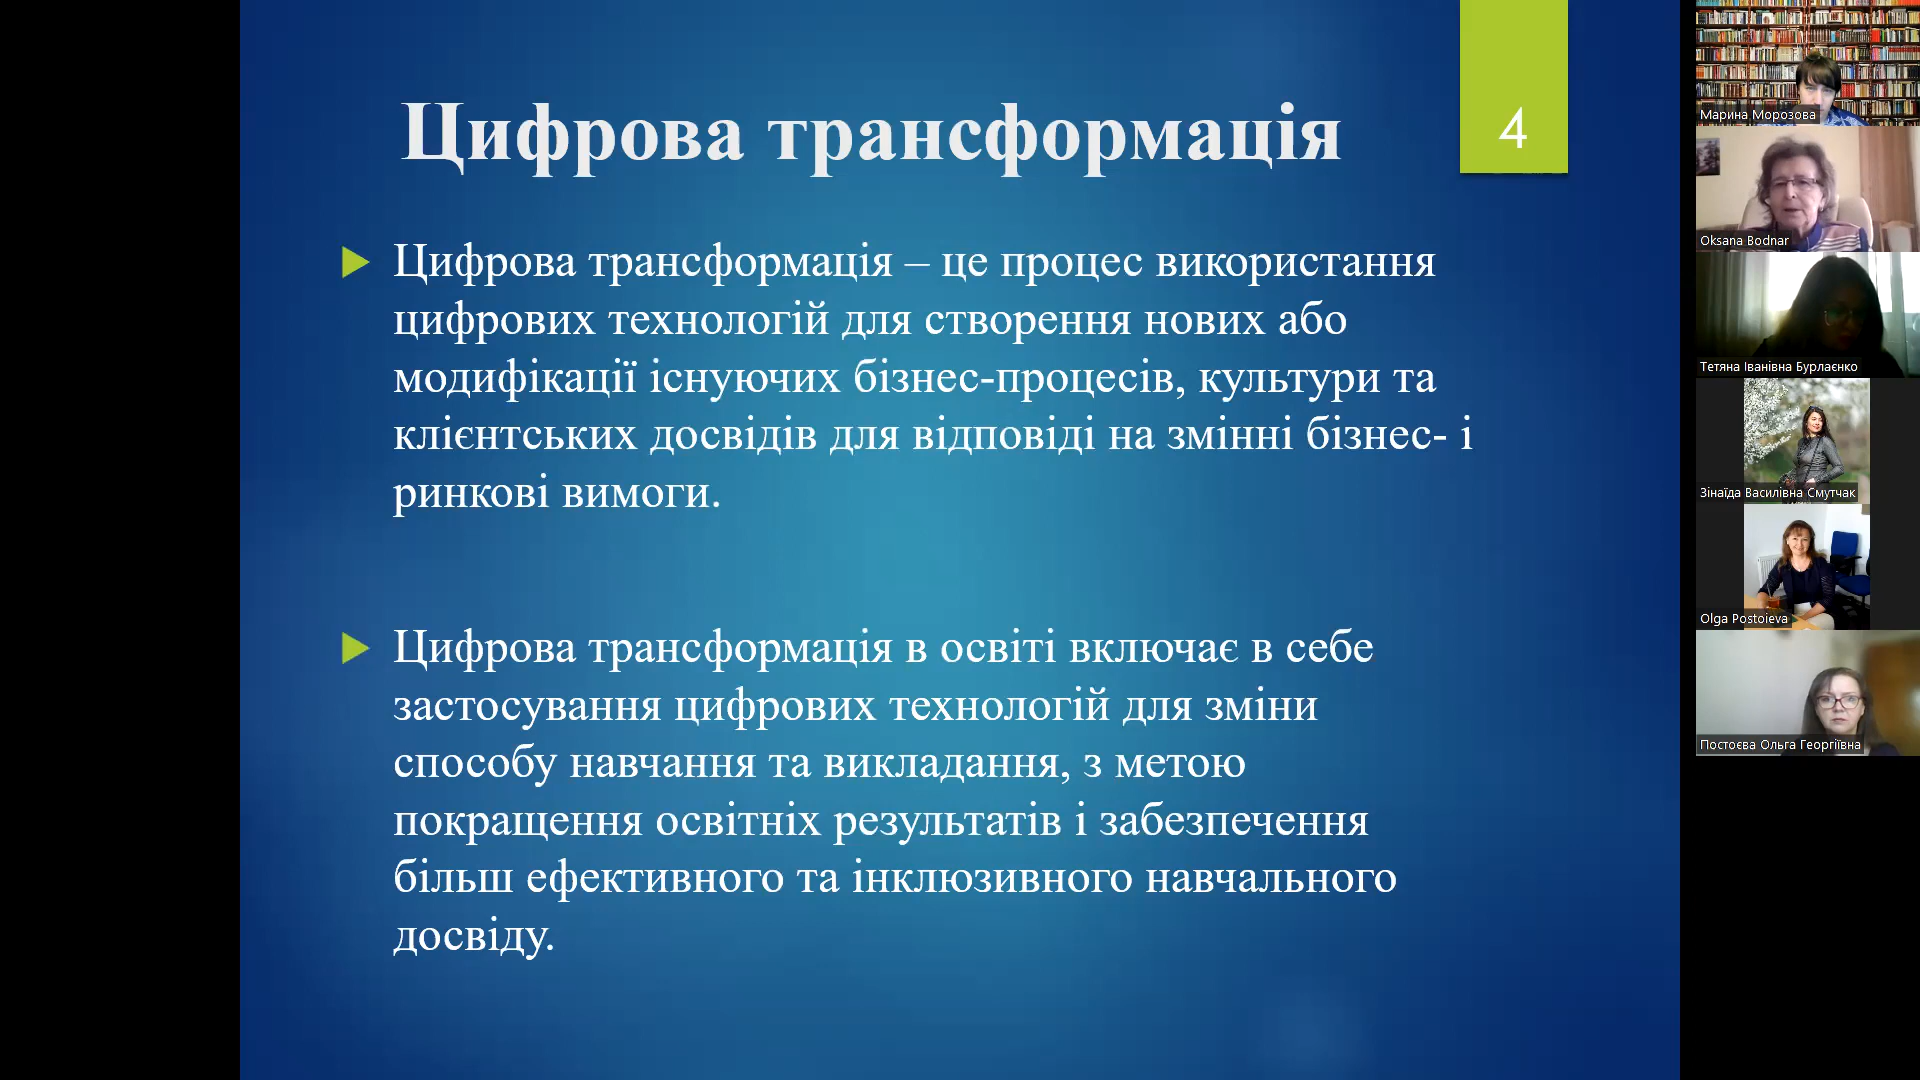 Цифрова трансформація
4
Цифрова трансформація – це процес використання
цифрових технологій для створення нових або
модифікації існуючих бізнес-процесів, культури та
клієнтських досвідів для відповіді на змінні бізнес- і
ринкові вимоги.
Цифрова трансформація в освіті включає в себе
застосування цифрових технологій для зміни
способу навчання та викладання, з метою
покращення освітніх результатів і забезпечення
більш ефективного та інклюзивного навчального
досвіду.
Марина Морозова
Oksana Bodnar
Тетяна Іванівна Бурлаєнко
Зінаїда Василівна Смутчак
Olga Postoieva
Постоєва Ольга Георгіївна